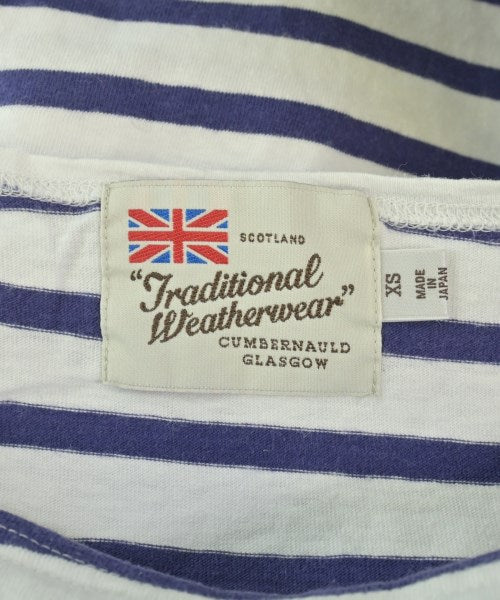 SCOTLAND
"Traditional
Weatherwear"
CUMBERNAULD
GLASGOW
XS
MADE
IN
JAPAN